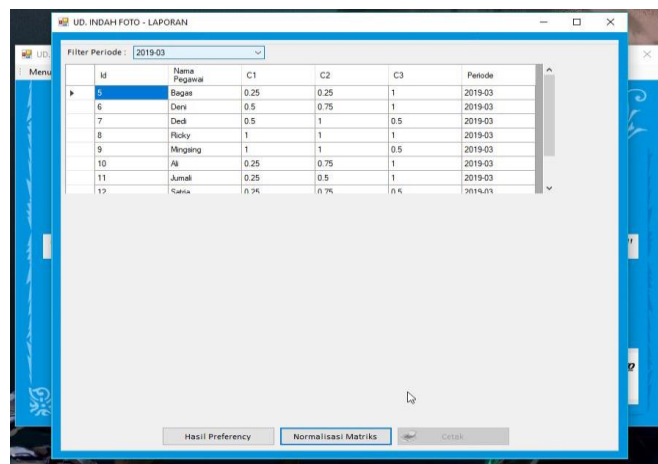 UD. INDAH FOTO - LAPORAN
UD.
Menu
Filter Periode : 2019-03
Id Nama Pegawai C1 C2 C3 Periode
5 Bagas 0.25 0.25 1 2019-03
6 Deni 0.5 0.75 1 2019-03
7 Dedi 0.5 1 0.5 2019-03
8 Ricky 1 1 1 2019-03
9 Mingsing 1 1 0.5 2019-03
10 Ali 0.25 0.75 1 2019-03
11 Jumali 0.25 0.5 1 2019-03
12 Satria 0.25 0.75 0.5 2019-03
Hasil Preferency Normalisasi Matriks Cetak